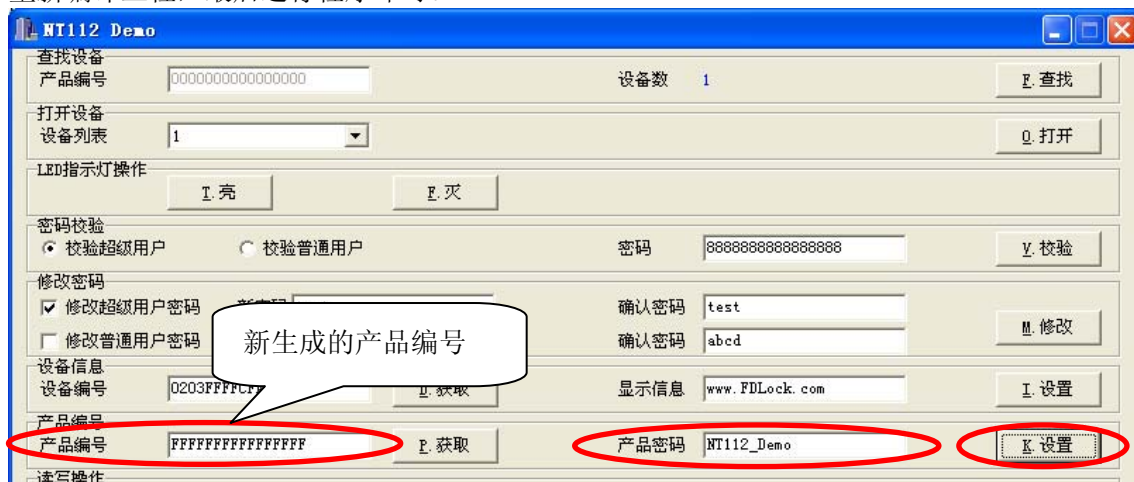 NT112 Demo
查找设备
产品编号 0000000000000000 设备数 1 F.查找
打开设备
设备列表 1 O.打开
LED指示灯操作
T.亮 F.灭
密码校验
校验超级用户 校验普通用户 密码 8888888888888888 V.校验
修改密码
修改超级用户密码 确认密码 test
M.修改
修改普通用户密码 确认密码 abcd
新生成的产品编号
设备信息
设备编号 获取 显示信息 www.FDLock.com I.设置
产品编号
产品编号 FFFFFFFFFFFFFFFF P.获取 产品密码 NT112_Demo K.设置
读写操作